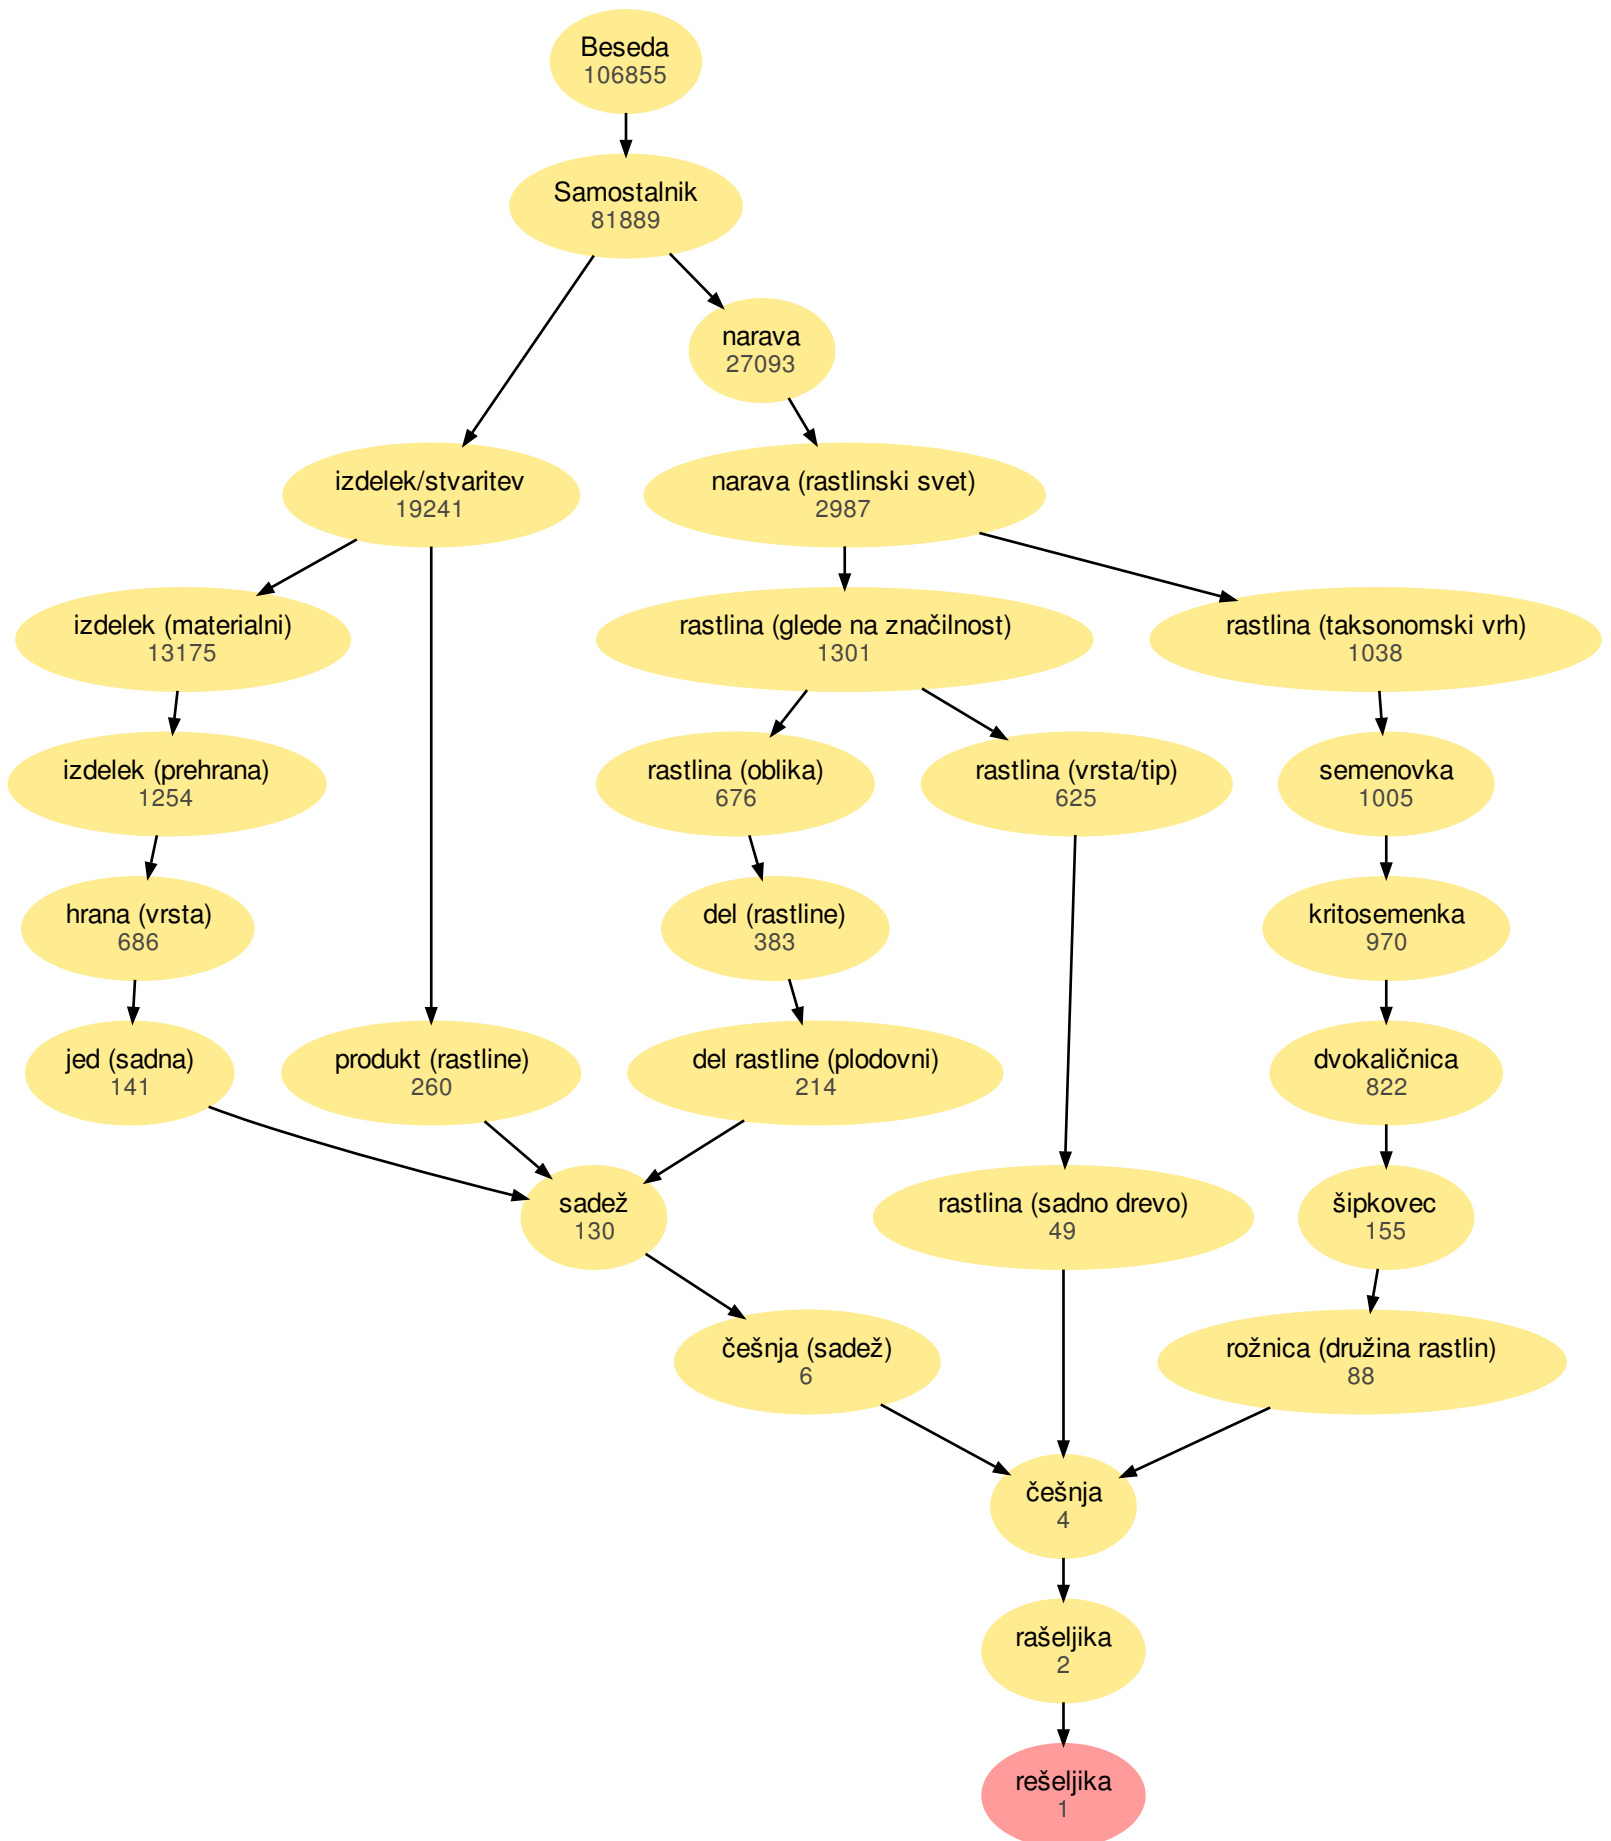 Beseda
106855
Samostalnik
81889
narava
27093
izdelek/stvaritev
19241
narava (rastlinski svet)
2987
izdelek (materialni)
13175
rastlina (glede na značilnost)
1301
rastlina (taksonomski vrh)
1038
izdelek (prehrana)
1254
rastlina (oblika)
676
rastlina (vrsta/tip)
625
semenovka
1005
hrana (vrsta)
686
del (rastline)
383
kritosemenka
970
jed (sadna)
141
produkt (rastline)
260
del rastline (plodovni)
214
dvokaličnica
822
sadež
130
rastlina (sadno drevo)
49
šipkovec
155
češnja (sadež)
6
rožnica (družina rastlin)
88
češnja
4
rašeljika
2
rešeljika
1